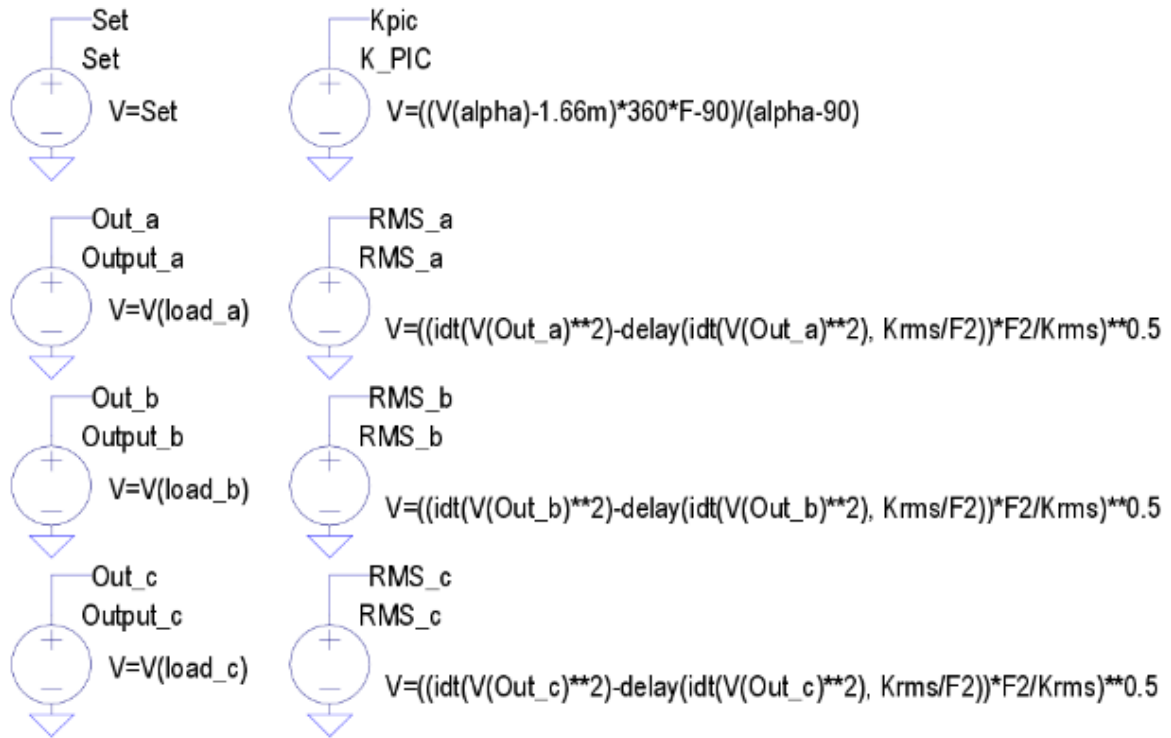 Set
Set
V=Set
Kpic
K_PIC
V=((V(alpha)-1.66m)*360*F-90)/(alpha-90)
Out_a
Output_a
V=V(load_a)
RMS_a
RMS_a
V=((idt(V(Out_a)**2)-delay(idt(V(Out_a)**2), Krms/F2))*F2/Krms)**0.5
Out_b
Output_b
V=V(load_b)
RMS_b
RMS_b
V=((idt(V(Out_b)**2)-delay(idt(V(Out_b)**2), Krms/F2))*F2/Krms)**0.5
Out_c
Output_c
V=V(load_c)
RMS_c
RMS_c
V=((idt(V(Out_c)**2)-delay(idt(V(Out_c)**2), Krms/F2))*F2/Krms)**0.5